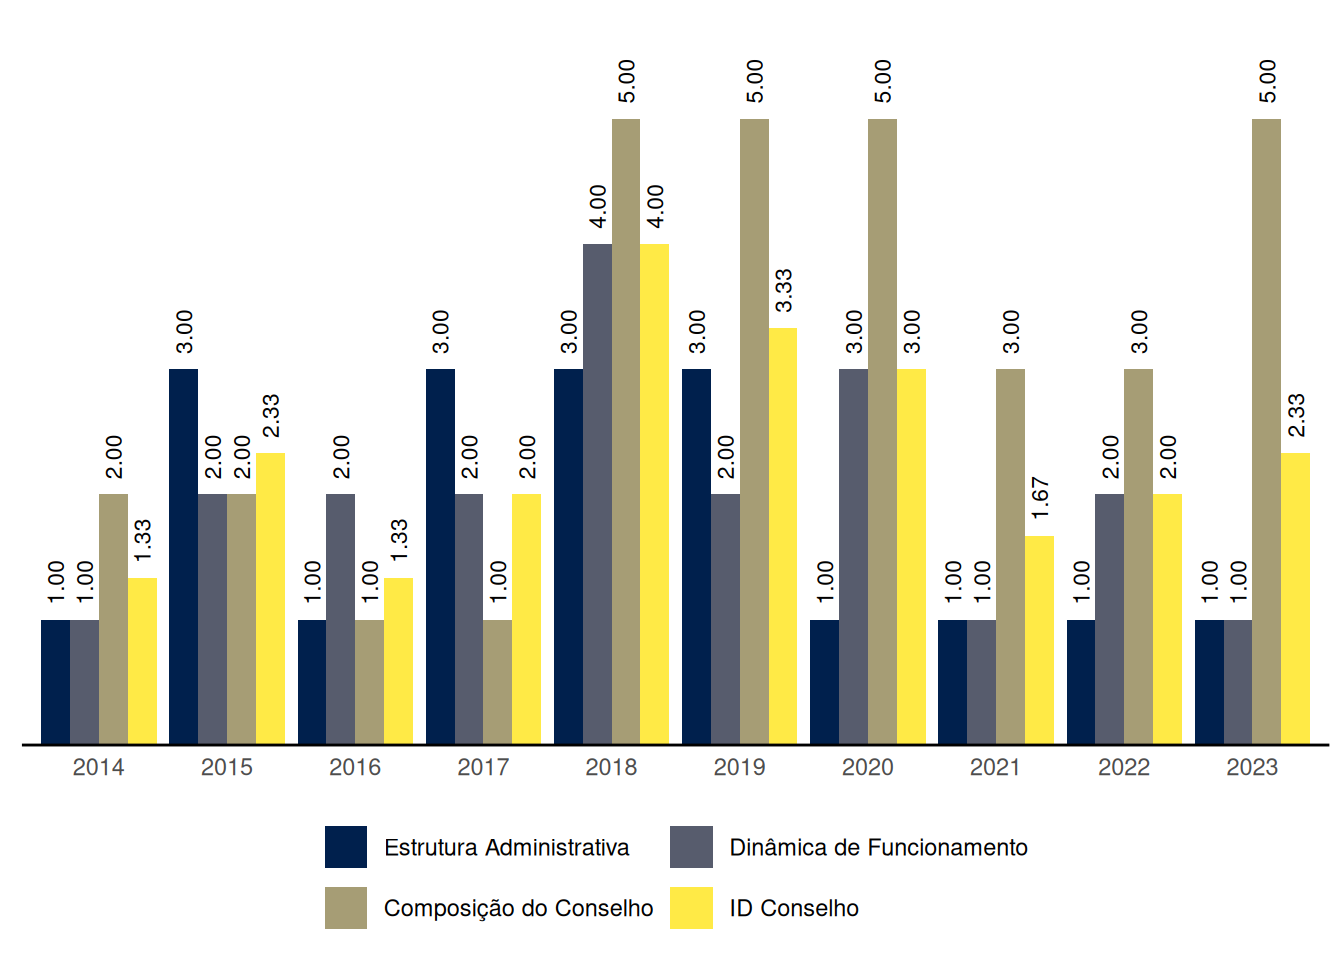 1.00 1.00 2.00 1.33 3.00 2.00 2.00 2.33 1.00 2.00 1.00 1.33 3.00 2.00 1.00 2.00 3.00 4.00 5.00 4.00 3.00 2.00 5.00 3.33 1.00 3.00 5.00 3.00 1.00 1.00 3.00 1.67 1.00 2.00 3.00 2.00 1.00 1.00 5.00 2.33
2014 2015 2016 2017 2018 2019 2020 2021 2022 2023
Estrutura Administrativa Dinâmica de Funcionamento
Composição do Conselho ID Conselho